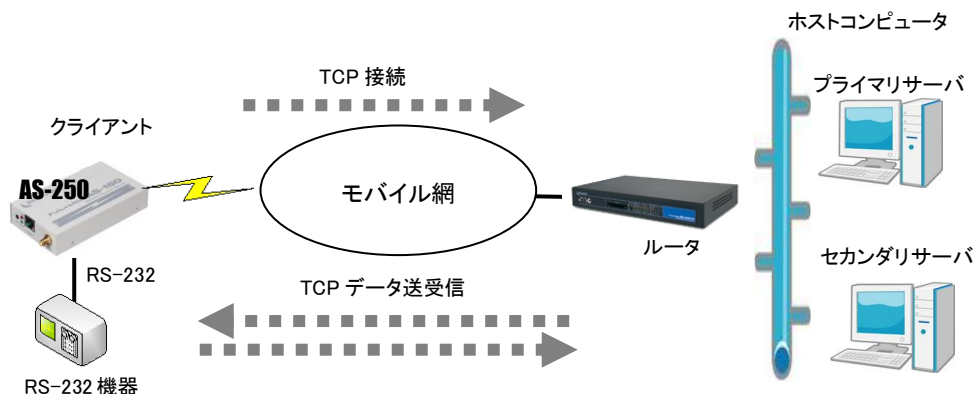 ホストコンピュータ
TCP 接続
プライマリサーバ
クライアント
AS-250
モバイル網
ルータ
セカンダリサーバ
RS-232
TCP データ送受信
RS-232 機器